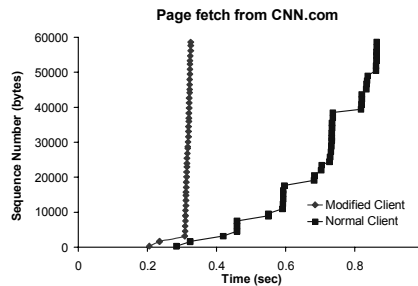 Page fetch from CNN.com
Sequence Number (bytes)
60000
50000
40000
30000
20000
10000
0
0
0.2
0.4
0.6
0.8
Time (sec)
Modified Client
Normal Client